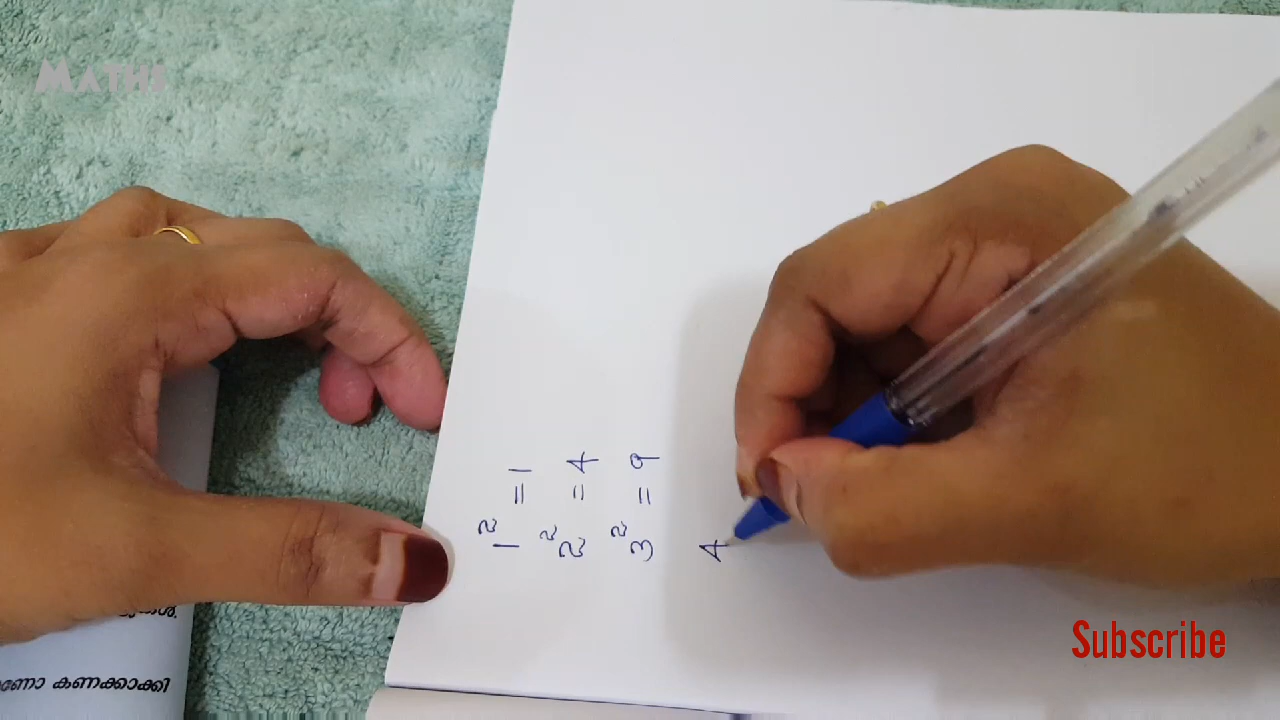 MATHS
1² = 1
2² = 4
3² = 9
4
കണക്കാക്കി
Subscribe